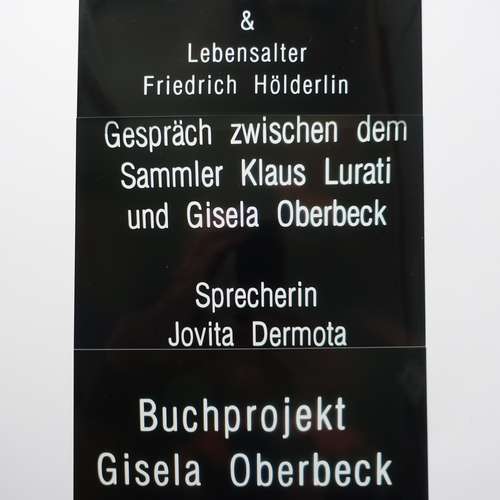 &
Lebensalter
Friedrich Hölderlin
Gespräch zwischen dem
Sammler Klaus Lurati
und Gisela Oberbeck
Sprecherin
Jovita Dermota
Buchprojekt
Gisela Oberbeck